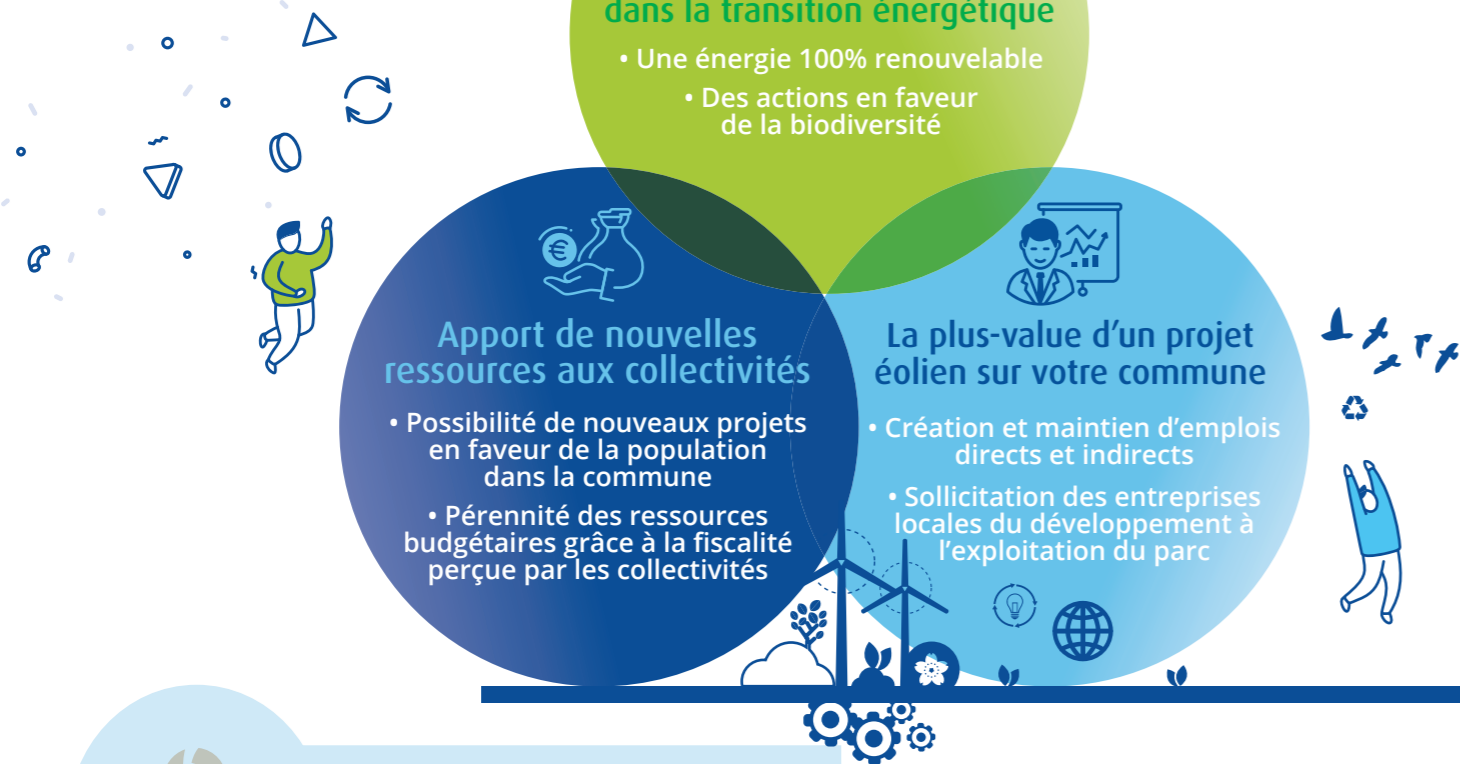 dans la transition énergétique
• Une énergie 100% renouvelable
• Des actions en faveur
de la biodiversité
Apport de nouvelles
ressources aux collectivités
• Possibilité de nouveaux projets
en faveur de la population
dans la commune
• Pérennité des ressources
budgétaires grâce à la fiscalité
perçue par les collectivités
La plus-value d’un projet
éolien sur votre commune
• Création et maintien d’emplois
directs et indirects
• Sollicitation des entreprises
locales du développement à
l’exploitation du parc